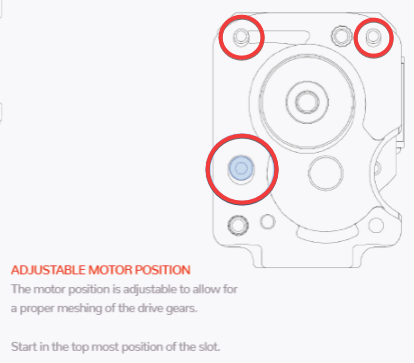 ADJUSTABLE MOTOR POSITION
The motor position is adjustable to allow for
a proper meshing of the drive gears.
Start in the top most position of the slot.